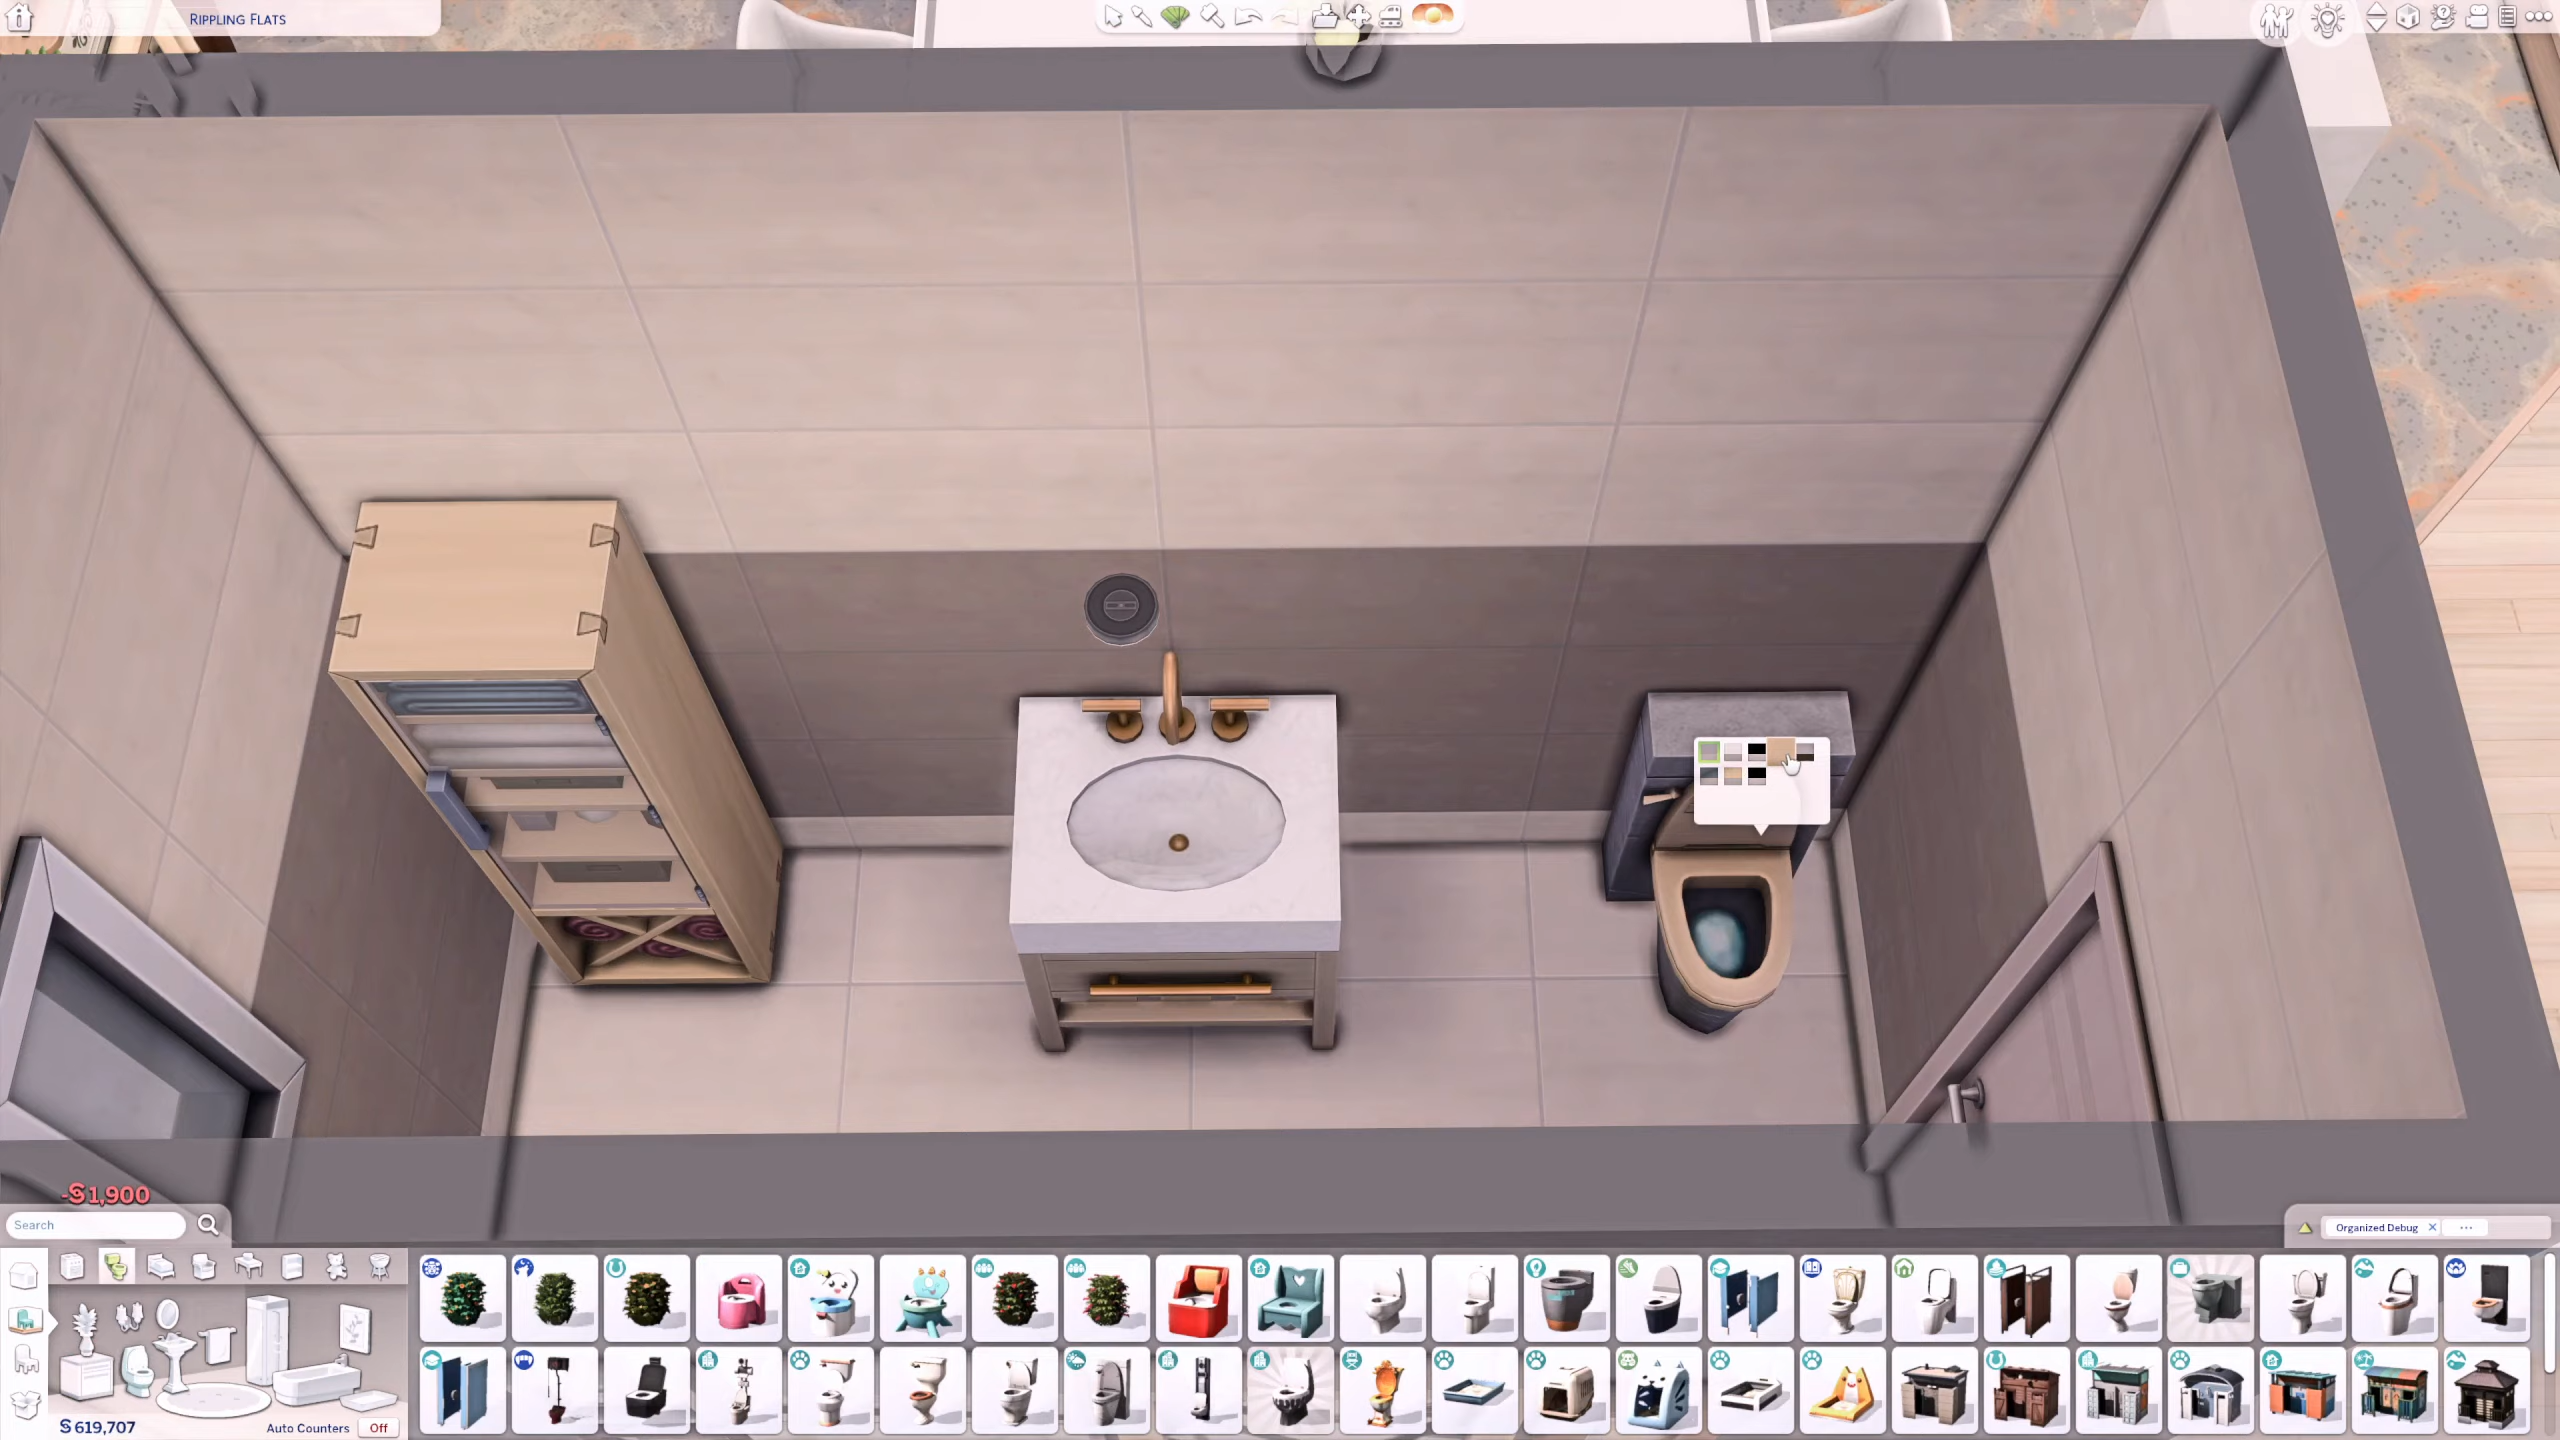 Rippling Flats
-§1,900
Search
Organized Debug
§619,707
Auto Counters
Off